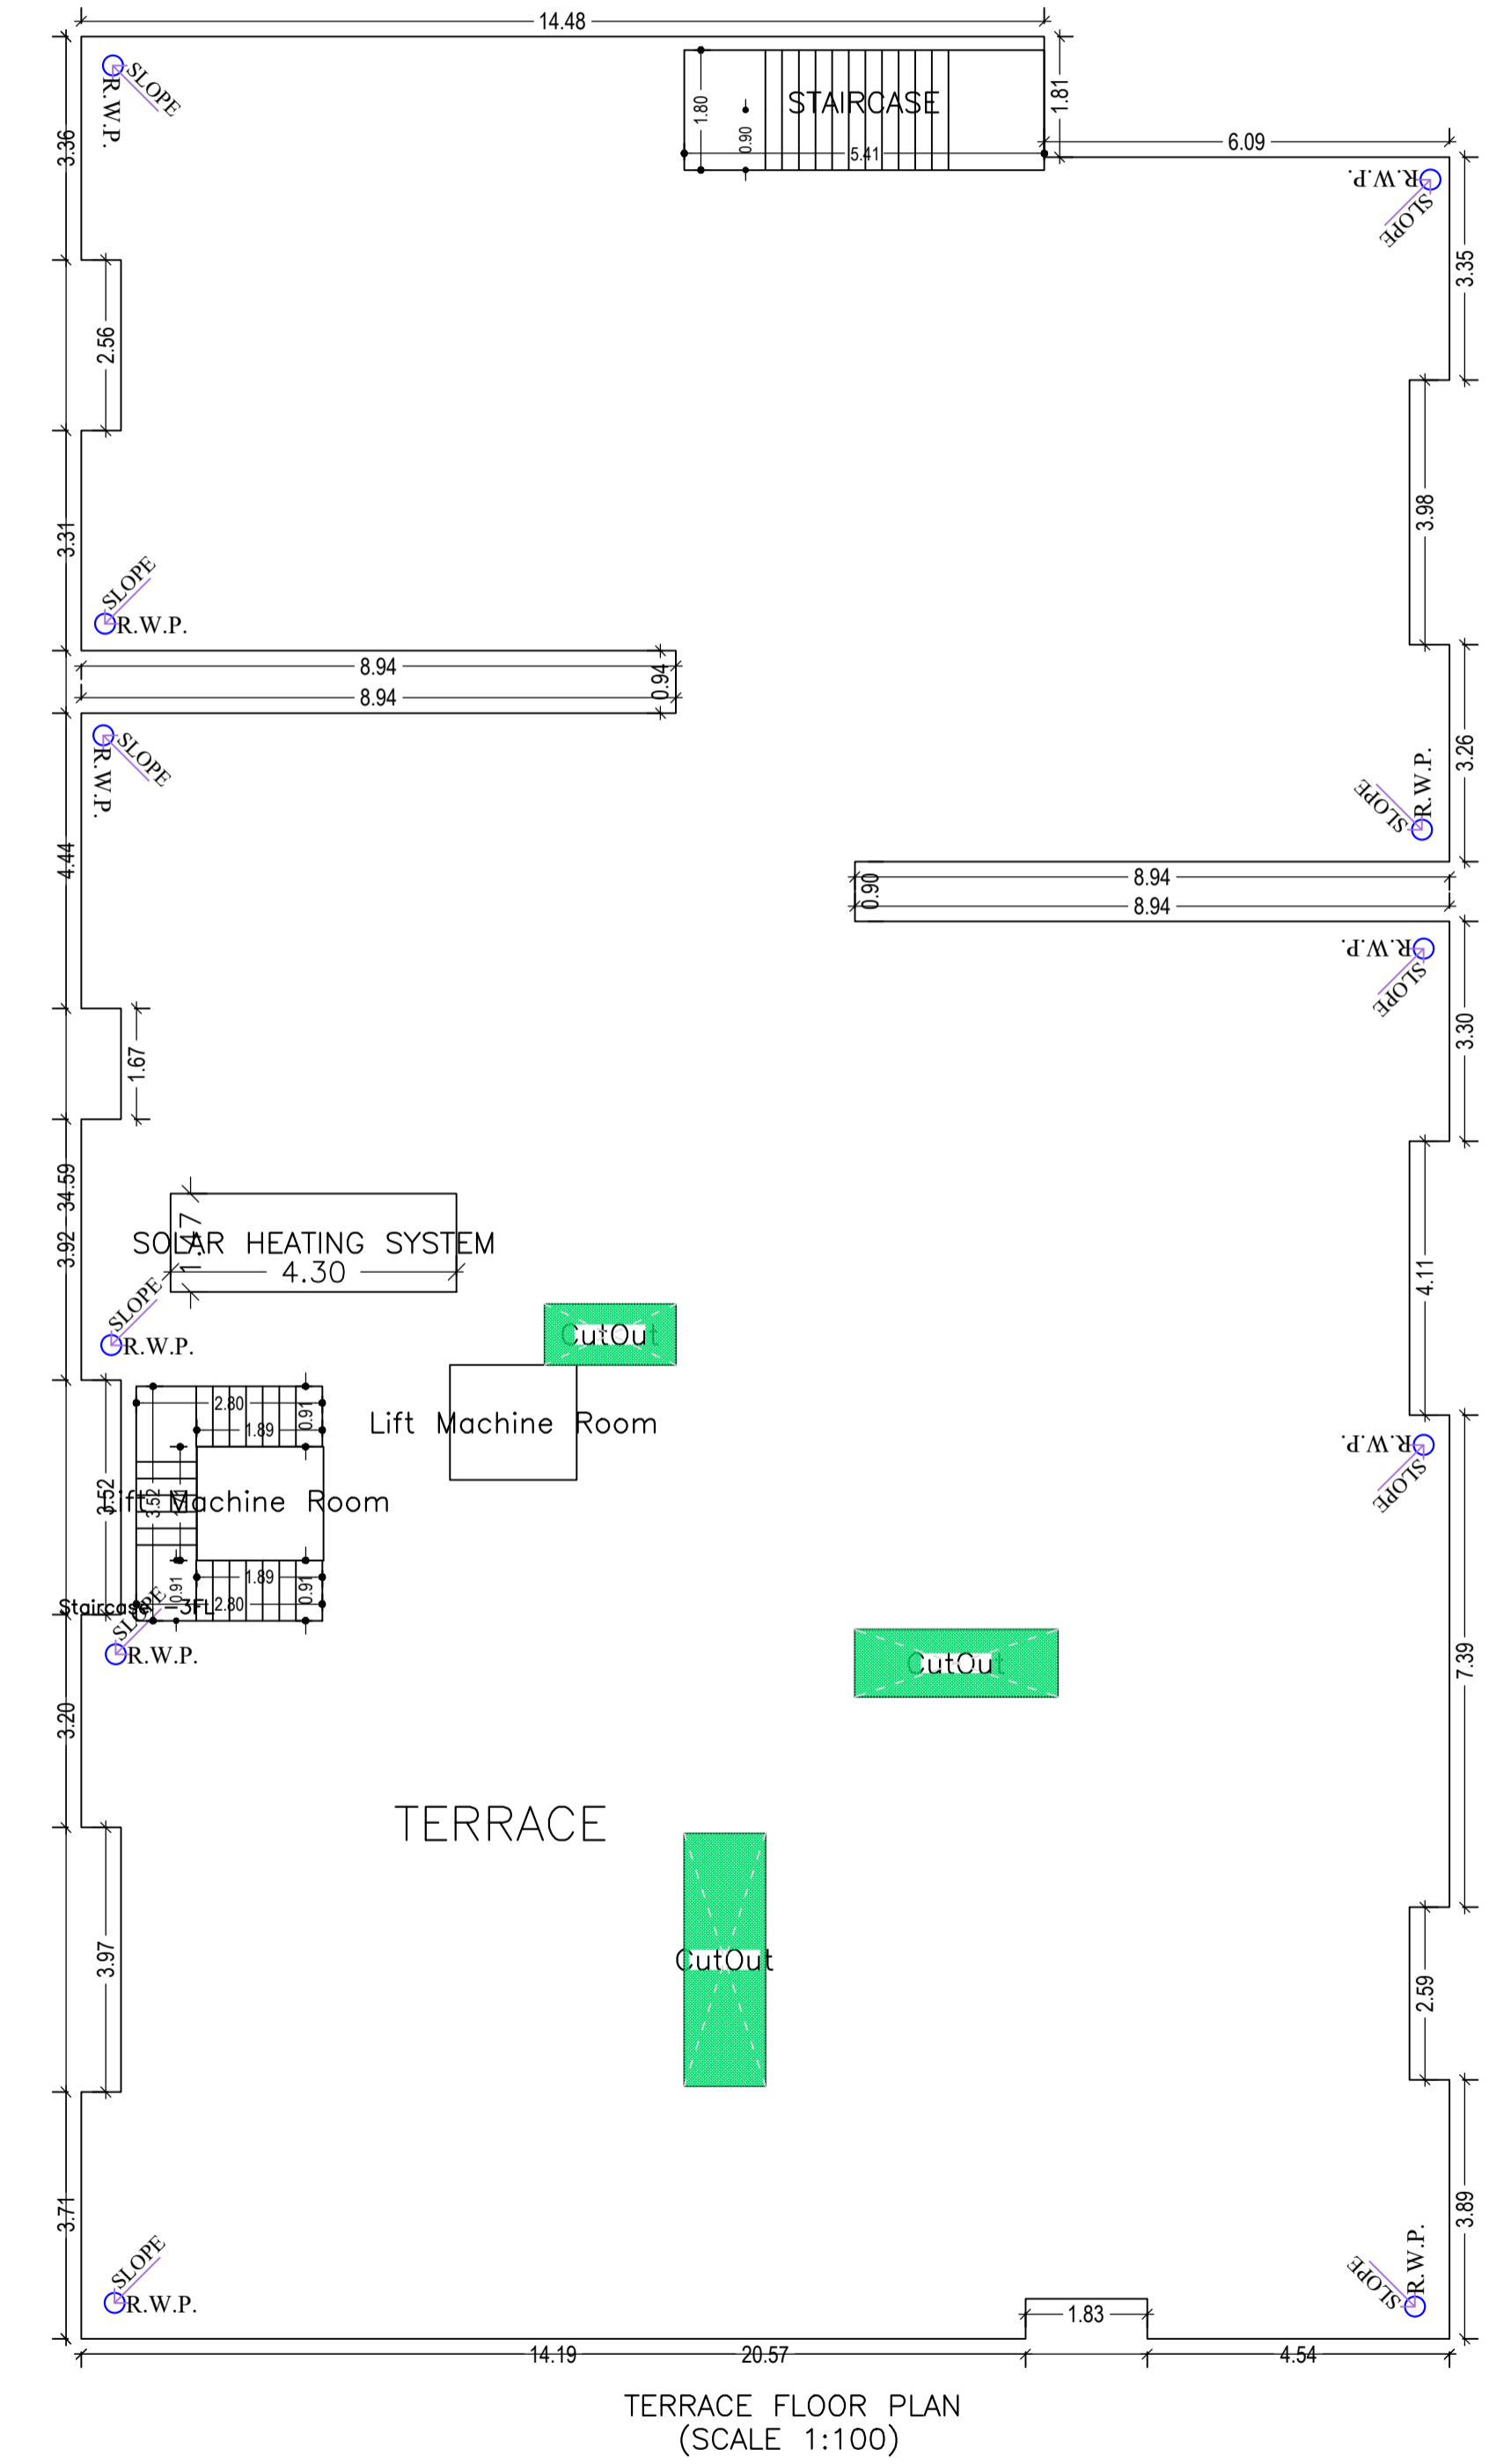 14.48
SLOPE
R.W.P.
3.36
1.80
0.90
STAIRCASE
5.41
1.81
6.09
R.W.P.
SLOPE
3.35
2.56
3.98
3.31
SLOPE
R.W.P.
8.94
0.94
8.94
SLOPE
R.W.P.
3.26
SLOPE
R.W.P.
4.44
8.94
0.90
8.94
R.W.P.
SLOPE
3.30
1.67
34.59
3.92
1.47
SOLAR HEATING SYSTEM
4.30
4.11
SLOPE
R.W.P.
CutOut
2.80
0.91
1.89
Lift Machine Room
R.W.P.
SLOPE
3.52
3.52
Lift Machine Room
1.89
0.91
0.91
2.80
Staircase -3FL
SLOPE
R.W.P.
CutOut
7.39
3.20
TERRACE
3.97
CutOut
2.59
3.71
3.89
SLOPE
R.W.P.
SLOPE
R.W.P.
1.83
14.19
20.57
4.54
TERRACE FLOOR PLAN
(SCALE 1:100)